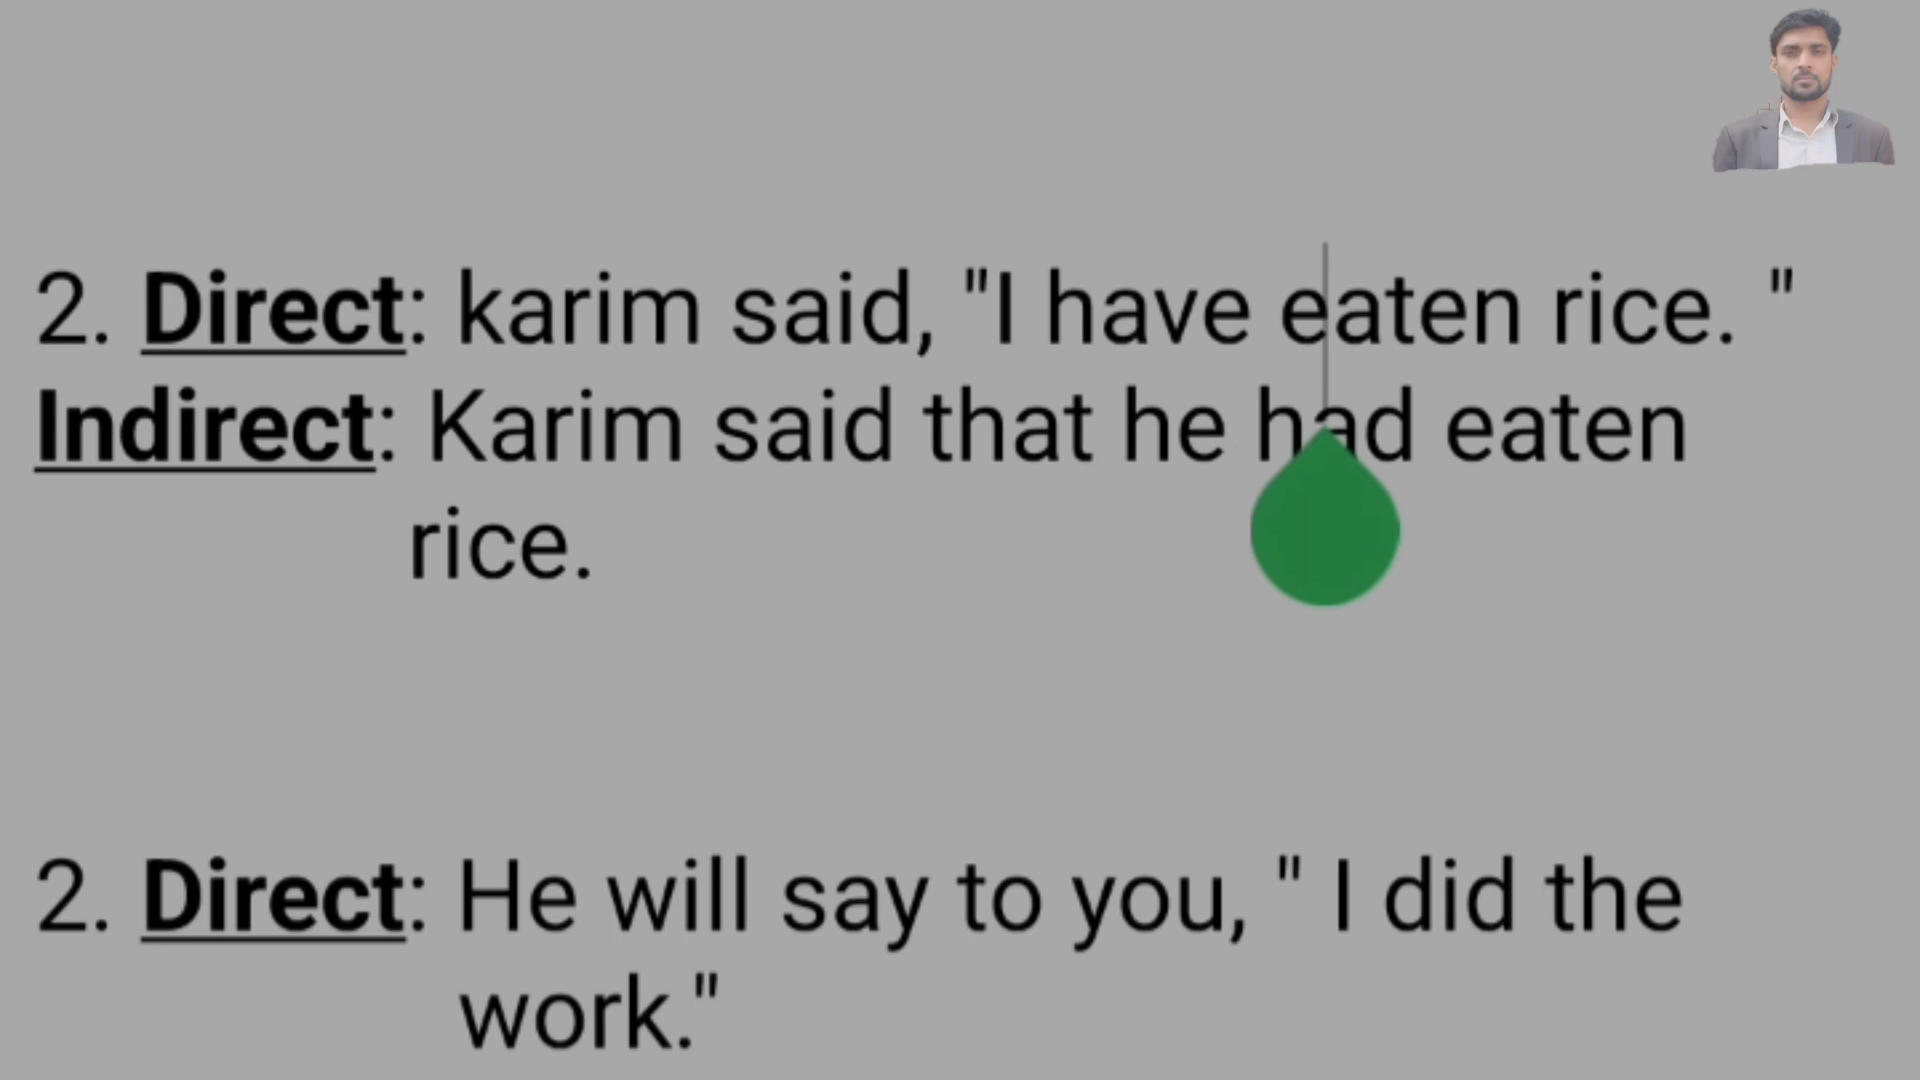 2. Direct: karim said, "I have eaten rice. "
Indirect: Karim said that he had eaten
rice.
2. Direct: He will say to you, " I did the
work."